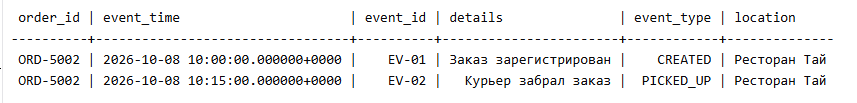 order_id | event_time | event_id | details | event_type | location
----------+---------------------------------+----------+----------------------+------------+--------------
ORD-5002 | 2026-10-08 10:00:00.000000+0000 | EV-01 | Заказ зарегистрирован | CREATED | Ресторан Тай
ORD-5002 | 2026-10-08 10:15:00.000000+0000 | EV-02 | Курьер забрал заказ | PICKED_UP | Ресторан Тай